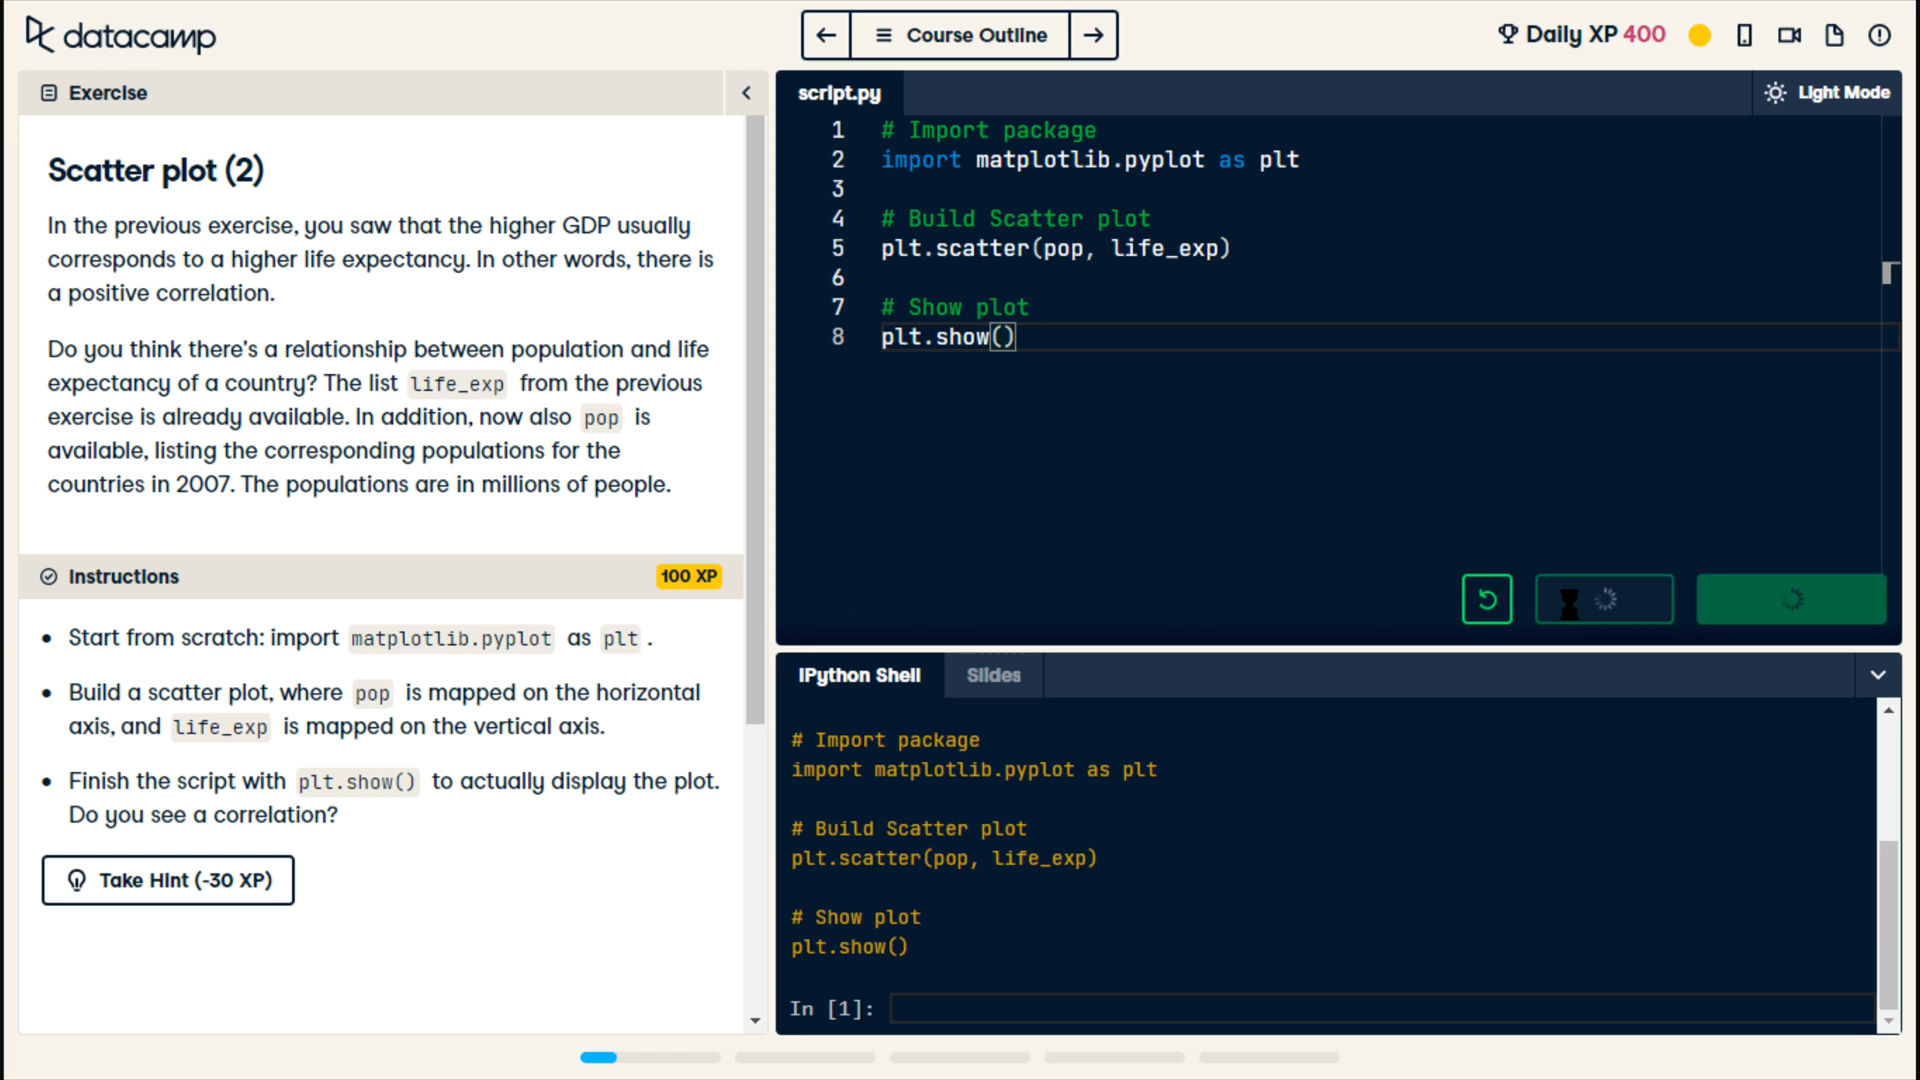 datacamp
Course Outline
Daily XP 400
Exercise
Scatter plot (2)
In the previous exercise, you saw that the higher GDP usually
corresponds to a higher life expectancy. In other words, there is
a positive correlation.
Do you think there's a relationship between population and life
expectancy of a country? The list life_exp from the previous
exercise is already available. In addition, now also pop is
available, listing the corresponding populations for the
countries in 2007. The populations are in millions of people.
Instructions
100 XP
• Start from scratch: import matplotlib.pyplot as plt .
• Build a scatter plot, where pop is mapped on the horizontal
axis, and life_exp is mapped on the vertical axis.
• Finish the script with plt.show() to actually display the plot.
Do you see a correlation?
Take Hint (-30 XP)
script.py
Light Mode
1 # Import package
2 import matplotlib.pyplot as plt
3
4 # Build Scatter plot
5 plt.scatter(pop, life_exp)
6
7 # Show plot
8 plt.show()
IPython Shell
Slides
# Import package
import matplotlib.pyplot as plt
# Build Scatter plot
plt.scatter(pop, life_exp)
# Show plot
plt.show()
In [1]: